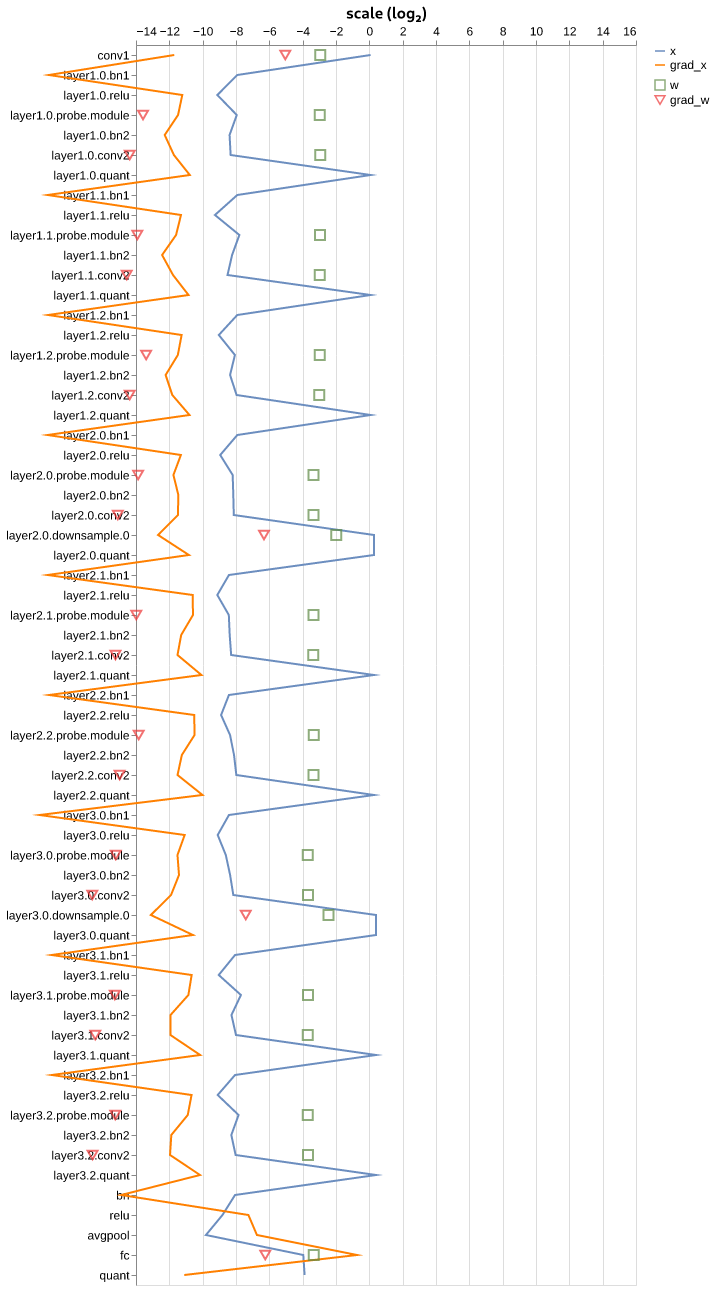 scale (log₂)
−14 −12 −10 −8 −6 −4 −2 0 2 4 6 8 10 12 14 16
conv1
layer1.0.bn1
layer1.0.relu
layer1.0.probe.module
layer1.0.bn2
layer1.0.conv2
layer1.0.quant
layer1.1.bn1
layer1.1.relu
layer1.1.probe.module
layer1.1.bn2
layer1.1.conv2
layer1.1.quant
layer1.2.bn1
layer1.2.relu
layer1.2.probe.module
layer1.2.bn2
layer1.2.conv2
layer1.2.quant
layer2.0.bn1
layer2.0.relu
layer2.0.probe.module
layer2.0.bn2
layer2.0.conv2
layer2.0.downsample.0
layer2.0.quant
layer2.1.bn1
layer2.1.relu
layer2.1.probe.module
layer2.1.bn2
layer2.1.conv2
layer2.1.quant
layer2.2.bn1
layer2.2.relu
layer2.2.probe.module
layer2.2.bn2
layer2.2.conv2
layer2.2.quant
layer3.0.bn1
layer3.0.relu
layer3.0.probe.module
layer3.0.bn2
layer3.0.conv2
layer3.0.downsample.0
layer3.0.quant
layer3.1.bn1
layer3.1.relu
layer3.1.probe.module
layer3.1.bn2
layer3.1.conv2
layer3.1.quant
layer3.2.bn1
layer3.2.relu
layer3.2.probe.module
layer3.2.bn2
layer3.2.conv2
layer3.2.quant
bn
relu
avgpool
fc
quant
x
grad_x
w
grad_w